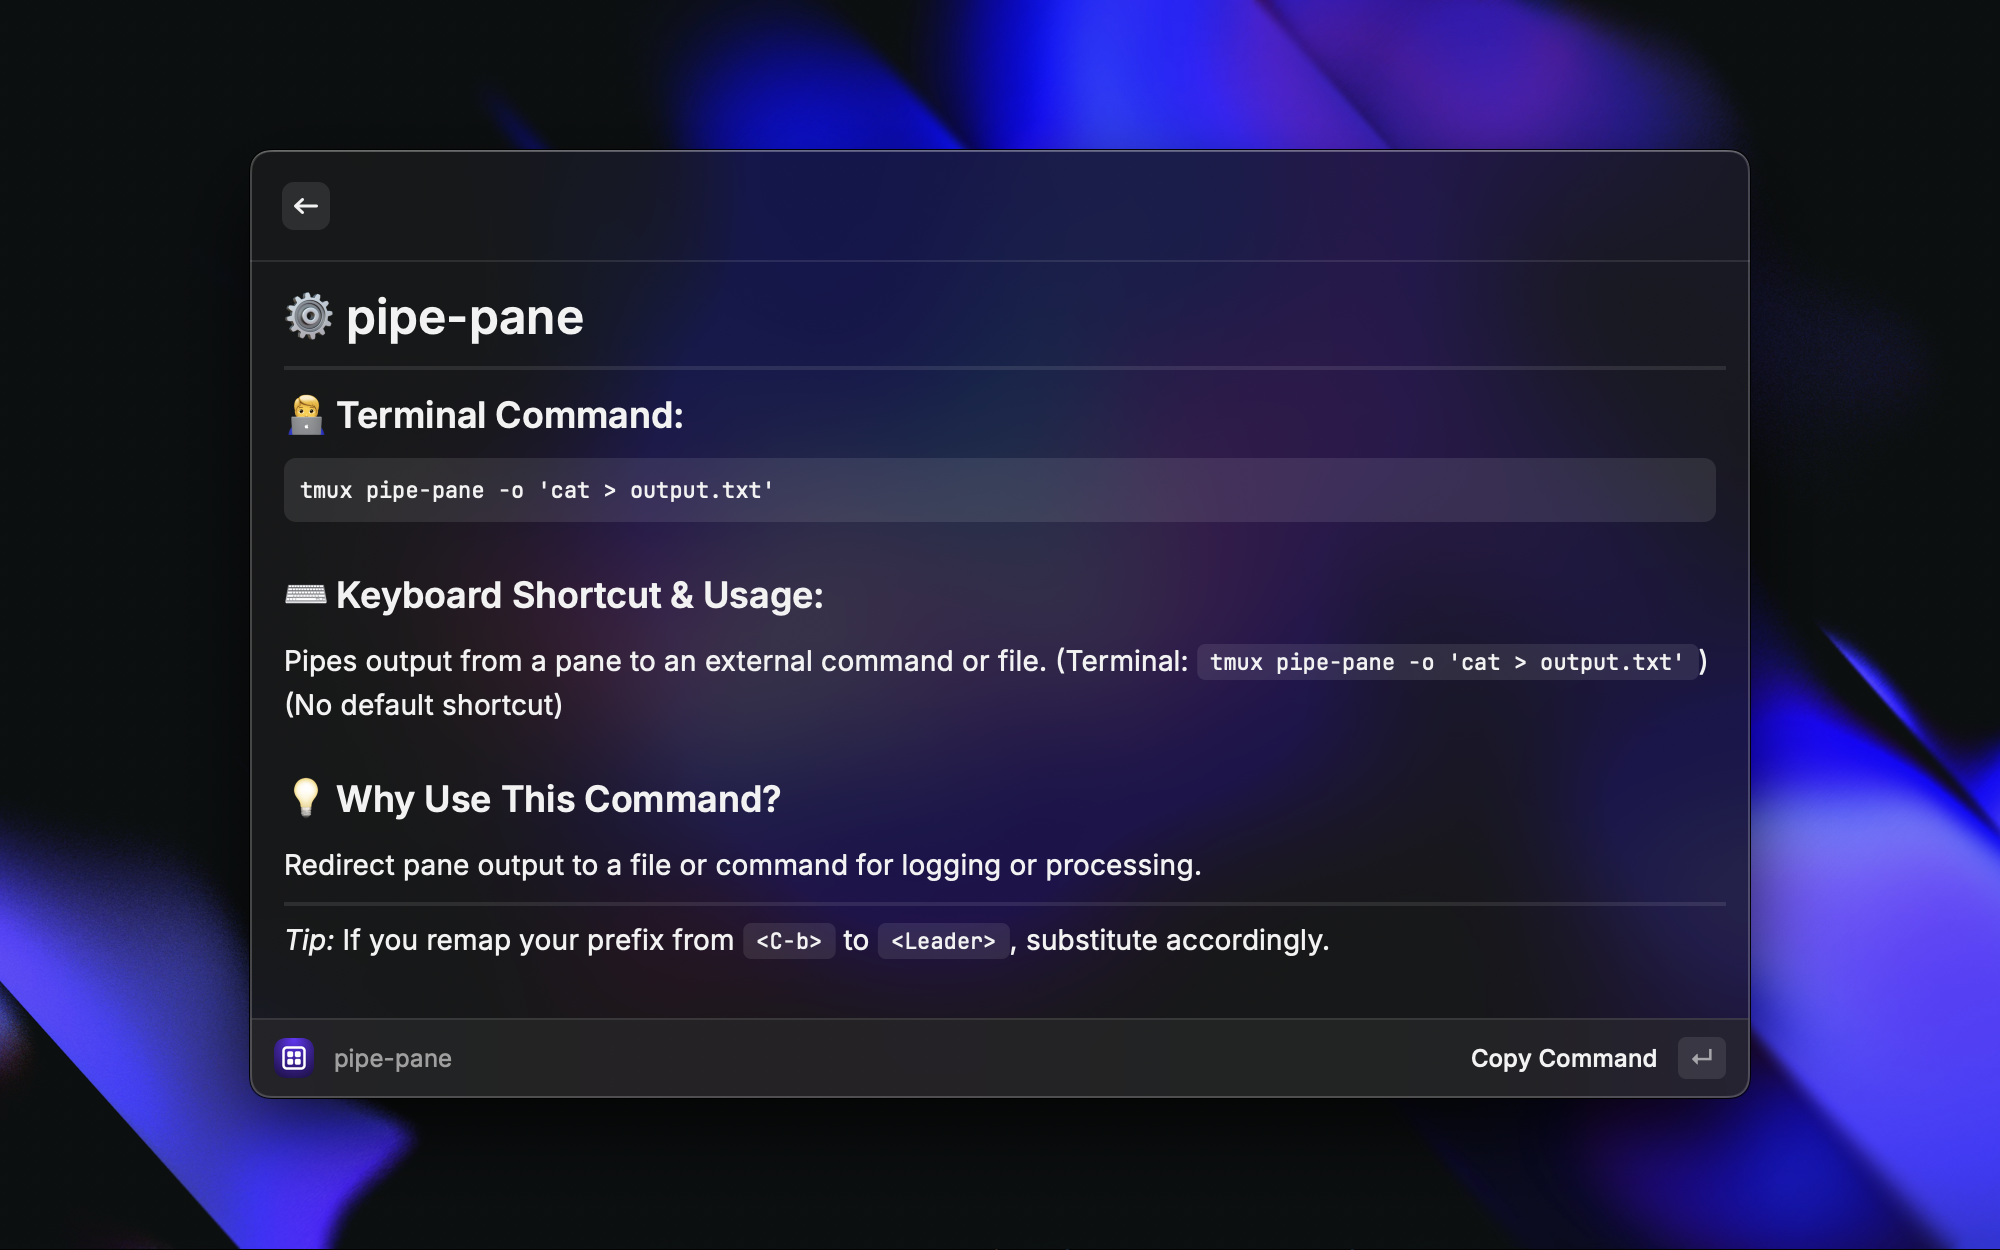 pipe-pane
Terminal Command:
tmux pipe-pane -o 'cat > output.txt'
Keyboard Shortcut & Usage:
Pipes output from a pane to an external command or file. (Terminal: tmux pipe-pane -o 'cat > output.txt' )
(No default shortcut)
Why Use This Command?
Redirect pane output to a file or command for logging or processing.
Tip: If you remap your prefix from <C-b> to <Leader> , substitute accordingly.
pipe-pane
Copy Command